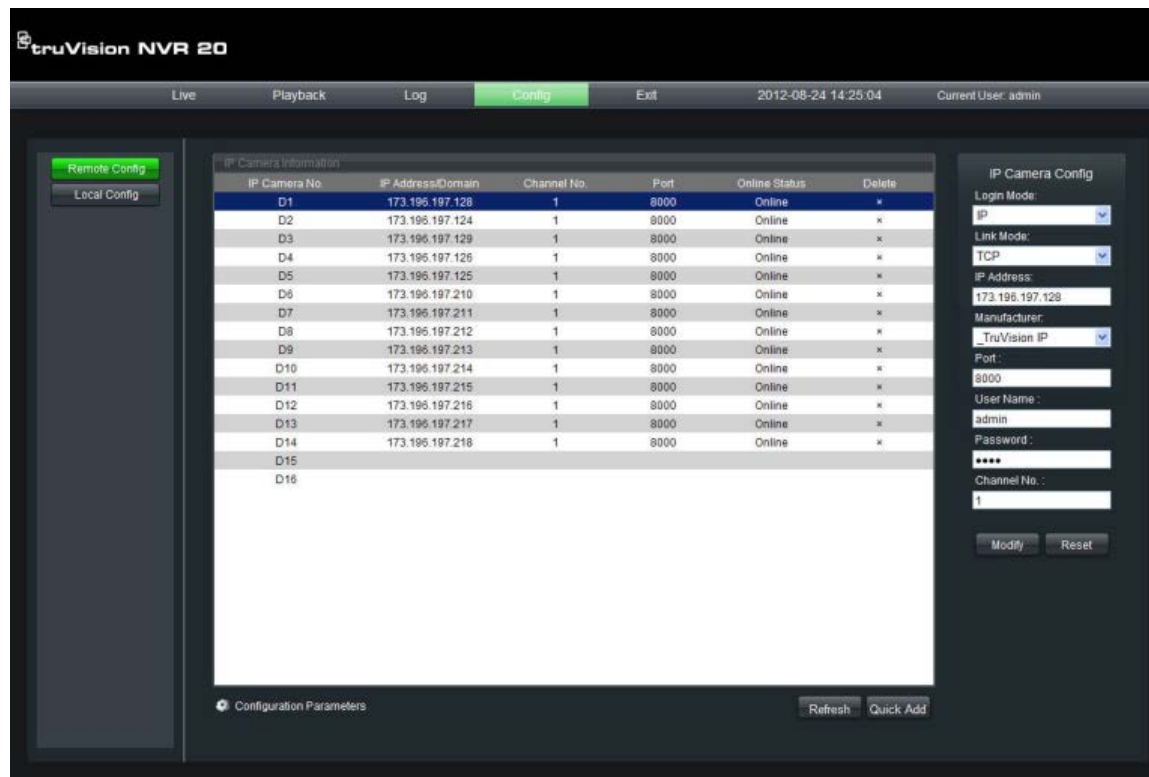 truVision NVR 20
Live Playback Log Config Exit 2012-08-24 14:25:04 Current User: admin
Remote Config
Local Config
IP Camera Information
IP Camera No. IP Address/Domain Channel No. Port Online Status Delete
D1 173.196.197.128 1 8000 Online ×
D2 173.196.197.124 1 8000 Online ×
D3 173.196.197.129 1 8000 Online ×
D4 173.196.197.126 1 8000 Online ×
D5 173.196.197.125 1 8000 Online ×
D6 173.196.197.210 1 8000 Online ×
D7 173.196.197.211 1 8000 Online ×
D8 173.196.197.212 1 8000 Online ×
D9 173.196.197.213 1 8000 Online ×
D10 173.196.197.214 1 8000 Online ×
D11 173.196.197.215 1 8000 Online ×
D12 173.196.197.216 1 8000 Online ×
D13 173.196.197.217 1 8000 Online ×
D14 173.196.197.218 1 8000 Online ×
D15
D16
Configuration Parameters
Refresh Quick Add
IP Camera Config
Login Mode:
IP
Link Mode:
TCP
IP Address:
173.196.197.128
Manufacturer:
_TruVision IP
Port :
8000
User Name :
admin
Password :
••••
Channel No. :
1
Modify Reset